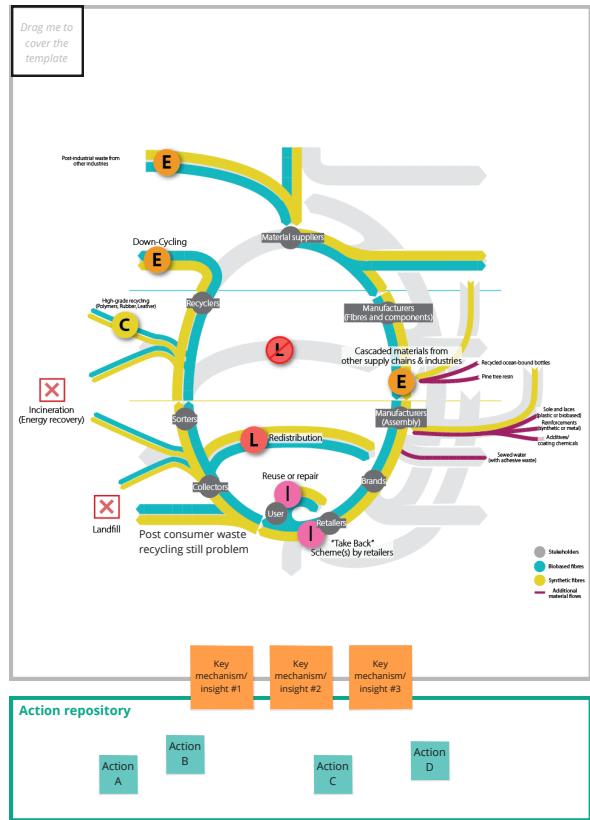 Drag me to
cover the
template
Post-industrial waste from
other industries
E
Material suppliers
Down-Cycling
E
High-grade recycling
(Polymers, Rubber, Leather)
C
Recyclers
Manufacturers
(Fibres and components)
L
Cascaded materials from
other supply chains & industries
E
Recycled ocean-bound bottles
Pine tree resin
Incineration
(Energy recovery)
Sorters
Manufacturers
(Assembly)
Sole and laces
(plastic or biobared)
Reinforcements
(synthetic or metal)
Additives/
coating chemicals
L
Redistribution
Sewed water
(with adhesive waste)
Reuse or repair
I
Collectors
Brands
User
Retailers
I
"Take Back"
Scheme(s) by retailers
Landfill
Post consumer waste
recycling still problem
Stakeholders
Biobased fibres
Synthetic fibres
Additional
material flows
Key
mechanism/
insight #1
Key
mechanism/
insight #2
Key
mechanism/
insight #3
Action repository
Action
A
Action
B
Action
C
Action
D